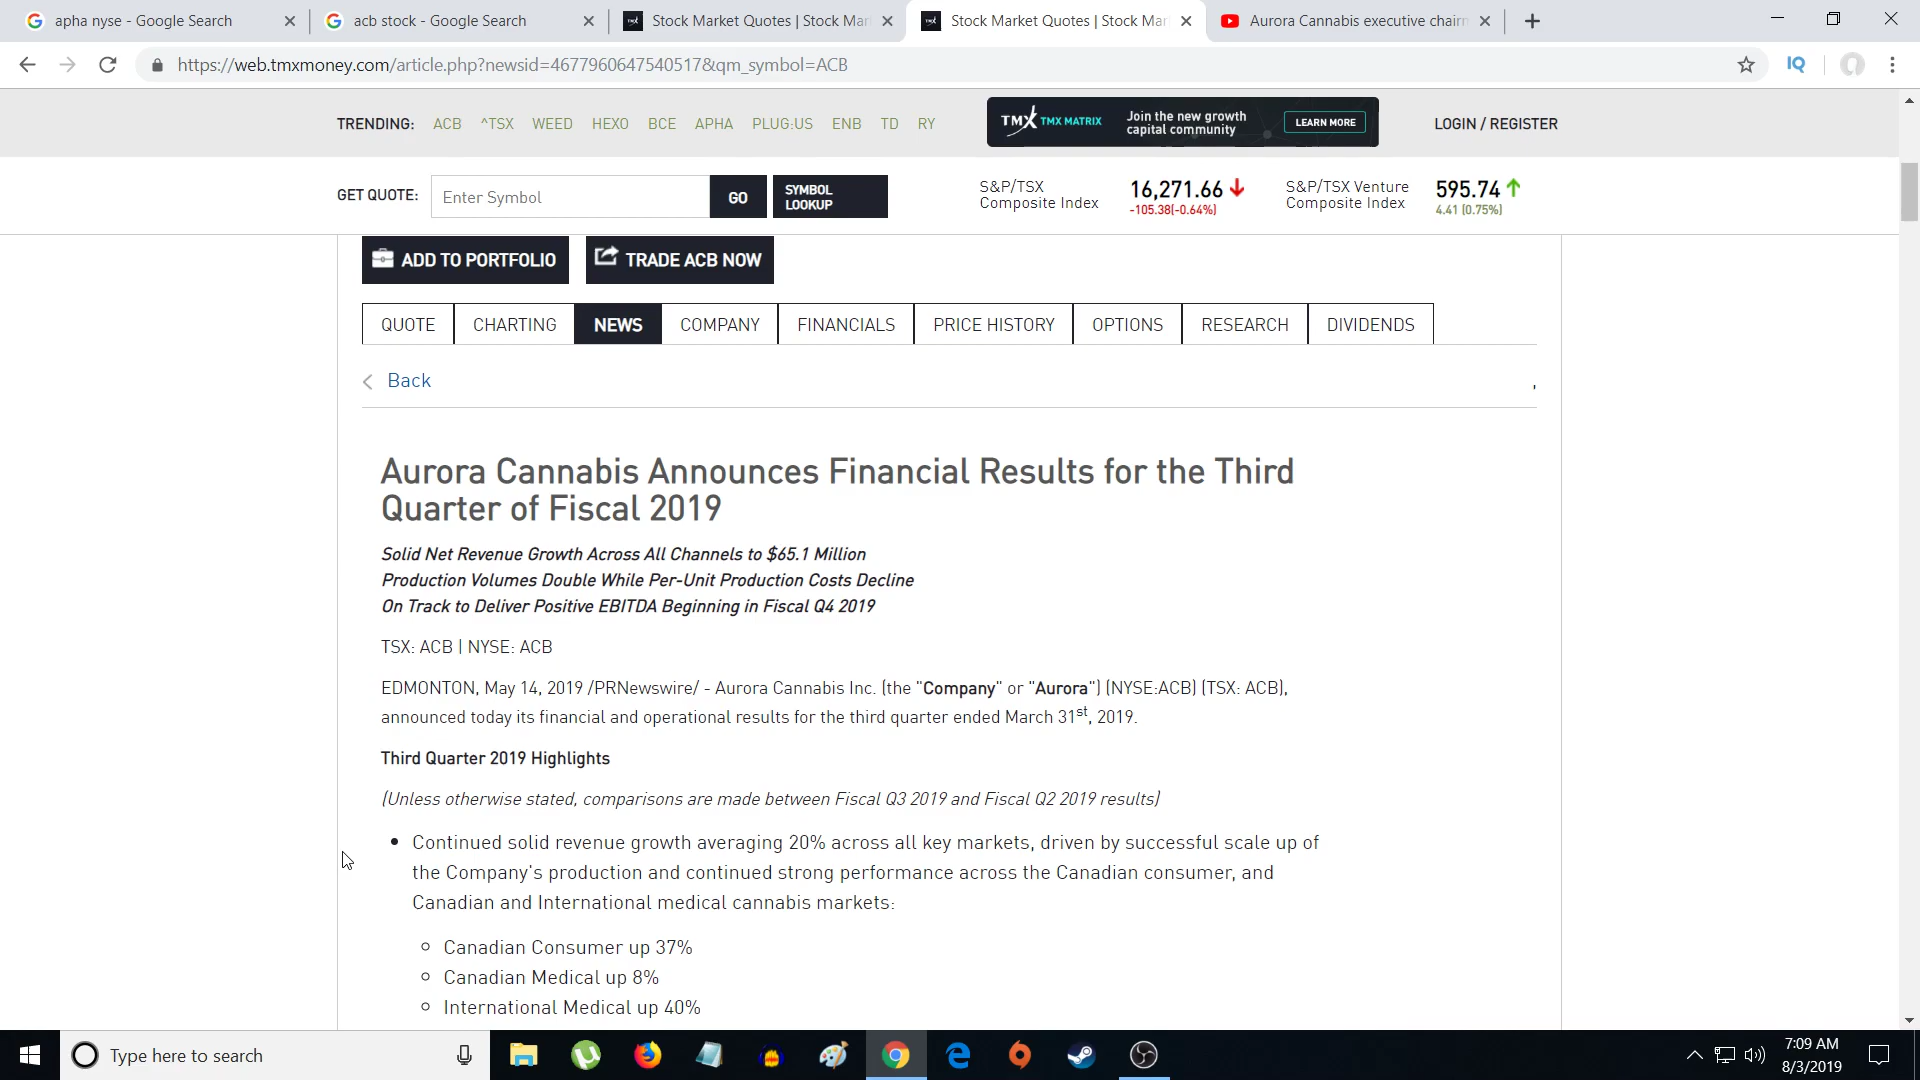 apha nyse - Google Search
acb stock - Google Search
Stock Market Quotes | Stock Mar
Stock Market Quotes | Stock Mar
Aurora Cannabis executive chairm
https://web.tmxmoney.com/article.php?newsid=4677960647540517&qm_symbol=ACB
IQ
TRENDING: ACB ^TSX WEED HEXO BCE APHA PLUG:US ENB TD RY
TMX TMX MATRIX
Join the new growth
capital community
LEARN MORE
LOGIN / REGISTER
GET QUOTE: Enter Symbol GO
SYMBOL
LOOKUP
S&P/TSX
Composite Index
16,271.66
-105.38(-0.64%)
S&P/TSX Venture
Composite Index
595.74
4.41 (0.75%)
ADD TO PORTFOLIO
TRADE ACB NOW
QUOTE CHARTING NEWS COMPANY FINANCIALS PRICE HISTORY OPTIONS RESEARCH DIVIDENDS
Back
,
Aurora Cannabis Announces Financial Results for the Third
Quarter of Fiscal 2019
Solid Net Revenue Growth Across All Channels to $65.1 Million
Production Volumes Double While Per-Unit Production Costs Decline
On Track to Deliver Positive EBITDA Beginning in Fiscal Q4 2019
TSX: ACB | NYSE: ACB
EDMONTON, May 14, 2019 /PRNewswire/ - Aurora Cannabis Inc. (the "Company" or "Aurora") (NYSE:ACB) (TSX: ACB),
announced today its financial and operational results for the third quarter ended March 31st, 2019.
Third Quarter 2019 Highlights
(Unless otherwise stated, comparisons are made between Fiscal Q3 2019 and Fiscal Q2 2019 results)
• Continued solid revenue growth averaging 20% across all key markets, driven by successful scale up of
the Company's production and continued strong performance across the Canadian consumer, and
Canadian and International medical cannabis markets:
○ Canadian Consumer up 37%
○ Canadian Medical up 8%
○ International Medical up 40%
Type here to search
7:09 AM
8/3/2019